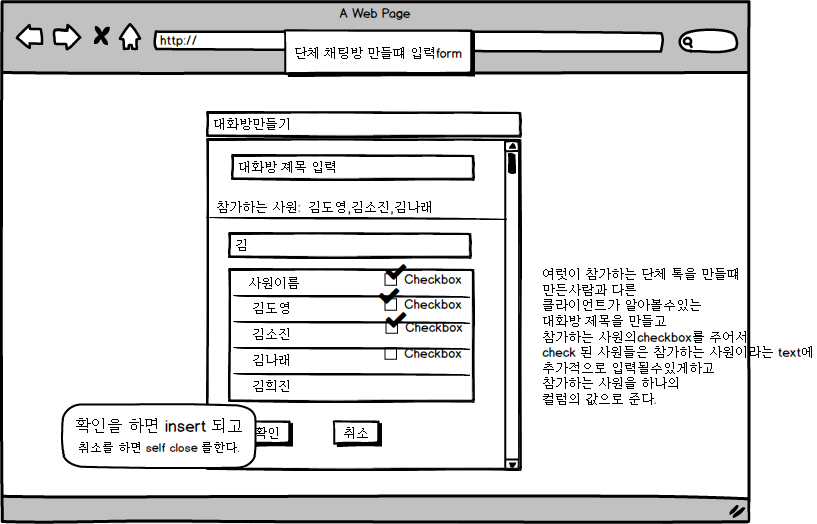 A Web Page
http://
단체 채팅방 만들때 입력form
대화방만들기
대화방 제목 입력
참가하는 사원: 김도영,김소진,김나래
김
사원이름
Checkbox
김도영
Checkbox
김소진
Checkbox
김나래
Checkbox
김희진
확인
취소
여럿이 참가하는 단체 톡을 만들때
만든사람과 다른
클라이언트가 알아볼수있는
대화방 제목을 만들고
참가하는 사원의checkbox를 주어서
check 된 사원들은 참가하는 사원이라는 text에
추가적으로 입력될수있게하고
참가하는 사원을 하나의
컬럼의 값으로 준다.
확인을 하면 insert 되고
취소를 하면 self close 를한다.